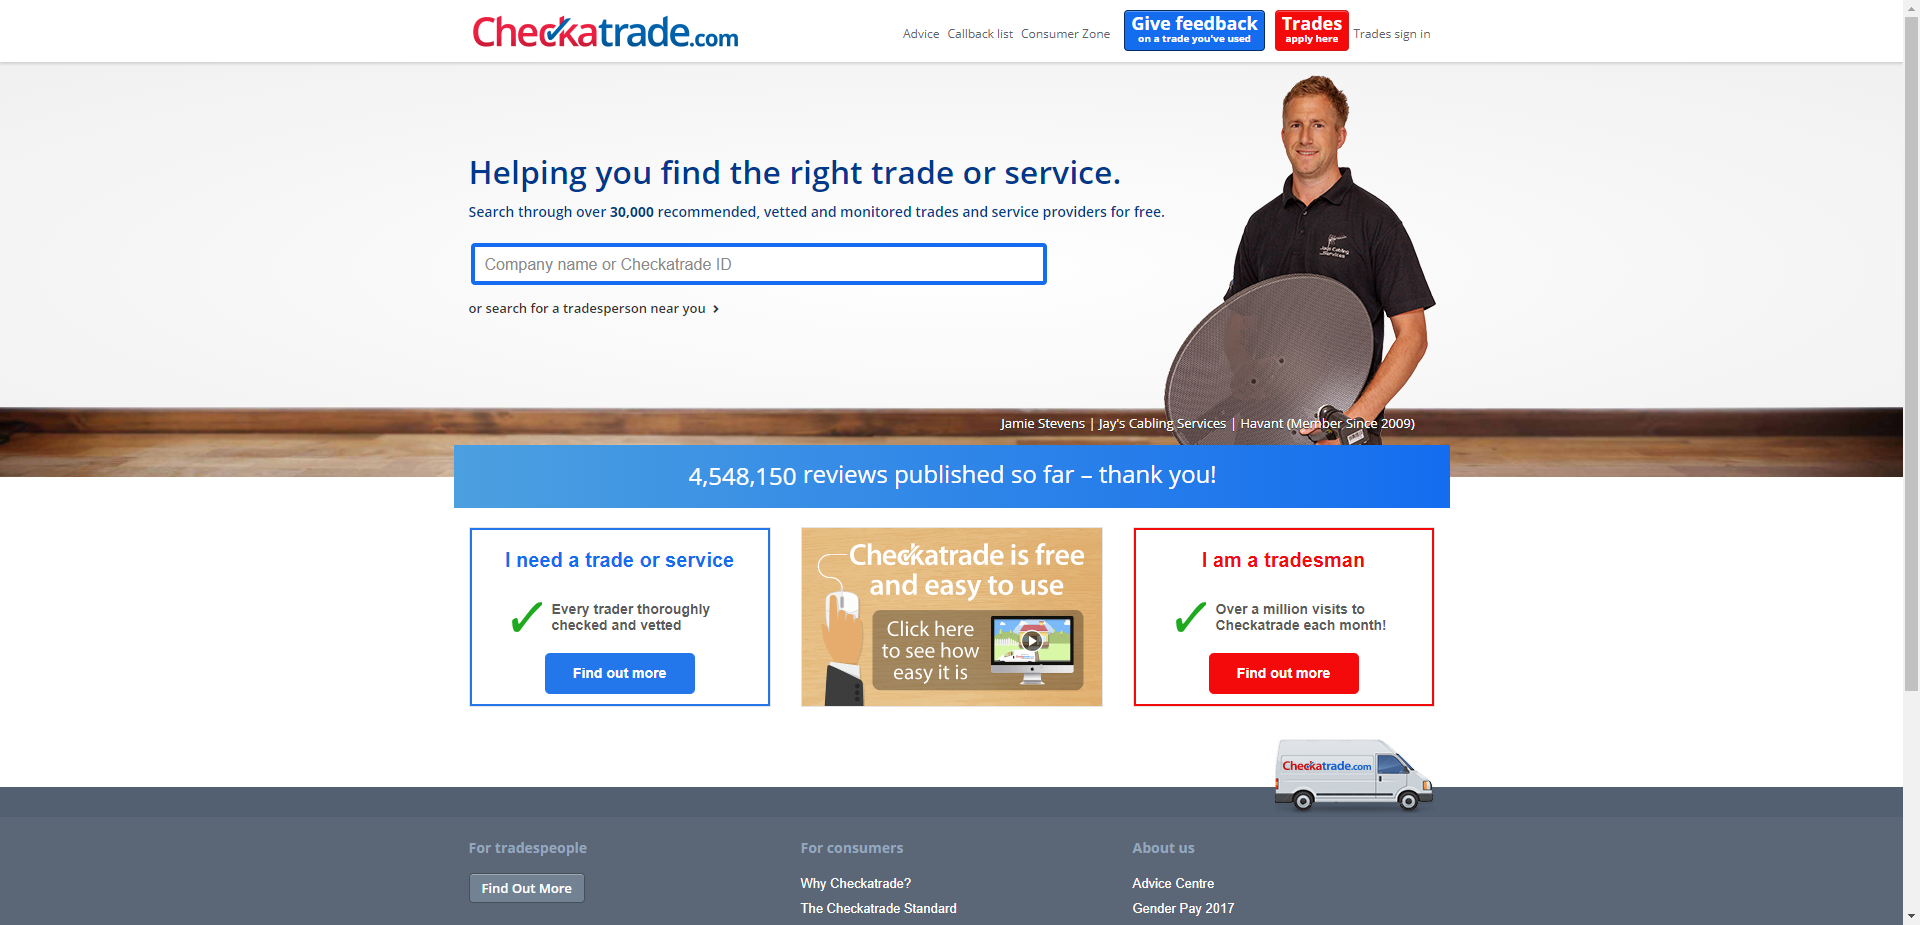 Checkatrade.com
Advice Callback list Consumer Zone
Give feedback
on a trade you've used
Trades
apply here
Trades sign in
Helping you find the right trade or service.
Search through over 30,000 recommended, vetted and monitored trades and service providers for free.
Company name or Checkatrade ID
or search for a tradesperson near you
Jay's Cabling
Services
Jamie Stevens | Jay's Cabling Services | Havant (Member Since 2009)
4,548,150 reviews published so far – thank you!
I need a trade or service
Every trader thoroughly
checked and vetted
Find out more
Checkatrade is free
and easy to use
Click here
to see how
easy it is
I am a tradesman
Over a million visits to
Checkatrade each month!
Find out more
Checkatrade.com
For tradespeople
Find Out More
For consumers
Why Checkatrade?
The Checkatrade Standard
About us
Advice Centre
Gender Pay 2017